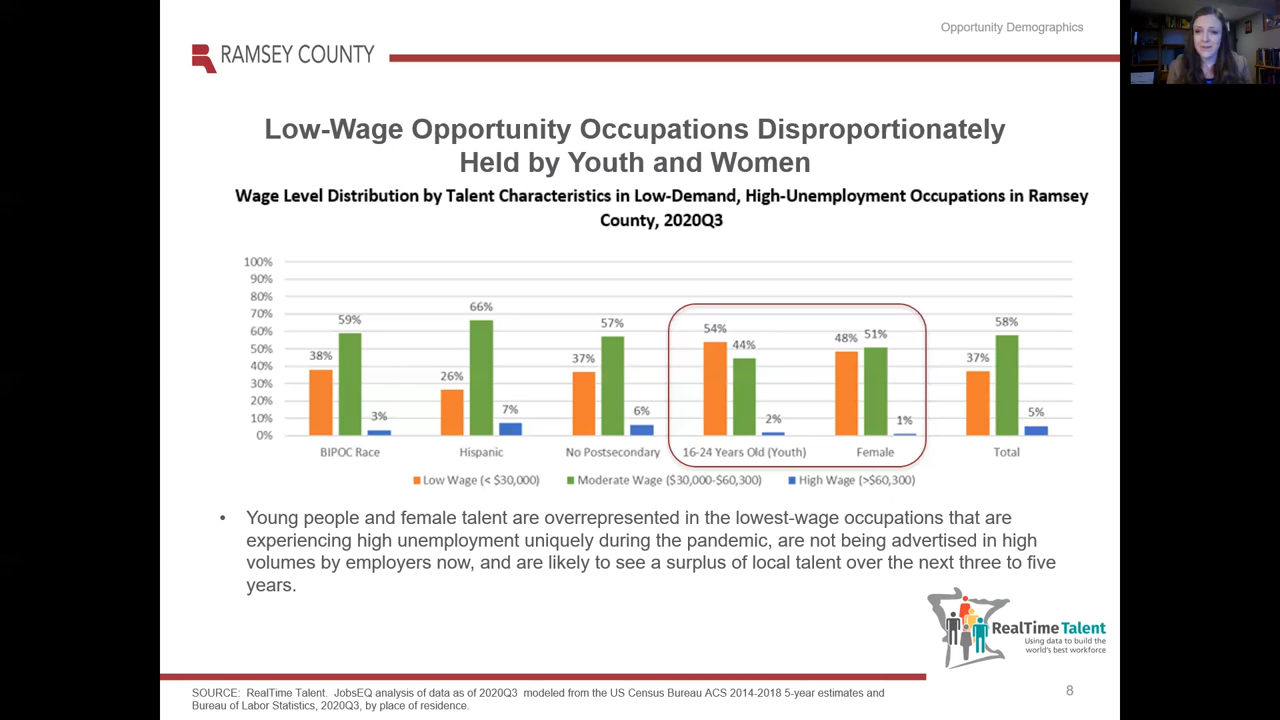 Opportunity Demographics
RAMSEY COUNTY
Low-Wage Opportunity Occupations Disproportionately
Held by Youth and Women
Wage Level Distribution by Talent Characteristics in Low-Demand, High-Unemployment Occupations in Ramsey
County, 2020Q3
100%
90%
80%
70%
60%
50%
40%
30%
20%
10%
0%
38% 59% 3%
26% 66% 7%
37% 57% 6%
54% 44% 2%
48% 51% 1%
37% 58% 5%
BIPOC Race Hispanic No Postsecondary 16-24 Years Old (Youth) Female Total
Low Wage (< $30,000) Moderate Wage ($30,000-$60,300) High Wage (>$60,300)
• Young people and female talent are overrepresented in the lowest-wage occupations that are
experiencing high unemployment uniquely during the pandemic, are not being advertised in high
volumes by employers now, and are likely to see a surplus of local talent over the next three to five
years.
RealTime Talent
Using data to build the
world's best workforce
SOURCE: RealTime Talent. JobsEQ analysis of data as of 2020Q3 modeled from the US Census Bureau ACS 2014-2018 5-year estimates and
Bureau of Labor Statistics, 2020Q3, by place of residence.
8